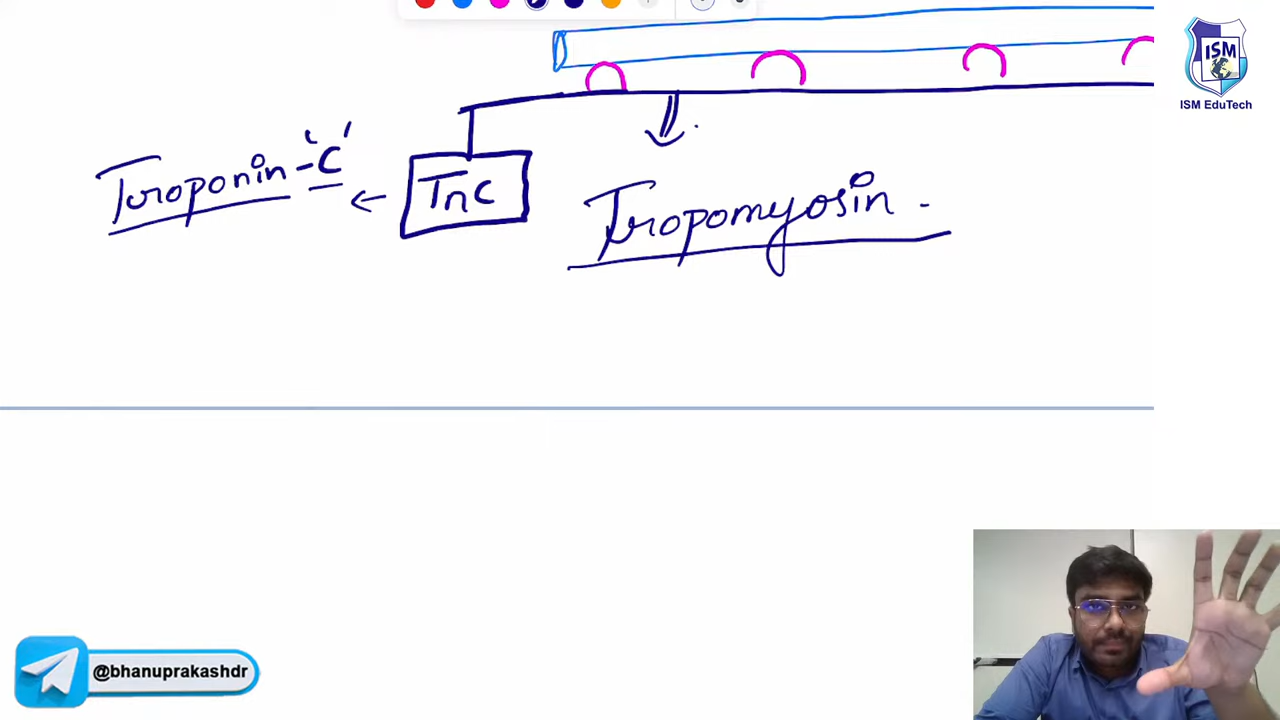 ISM
ISM EduTech
Troponin - 'C'
TnC
Tropomyosin -
@bhanuprakashdr